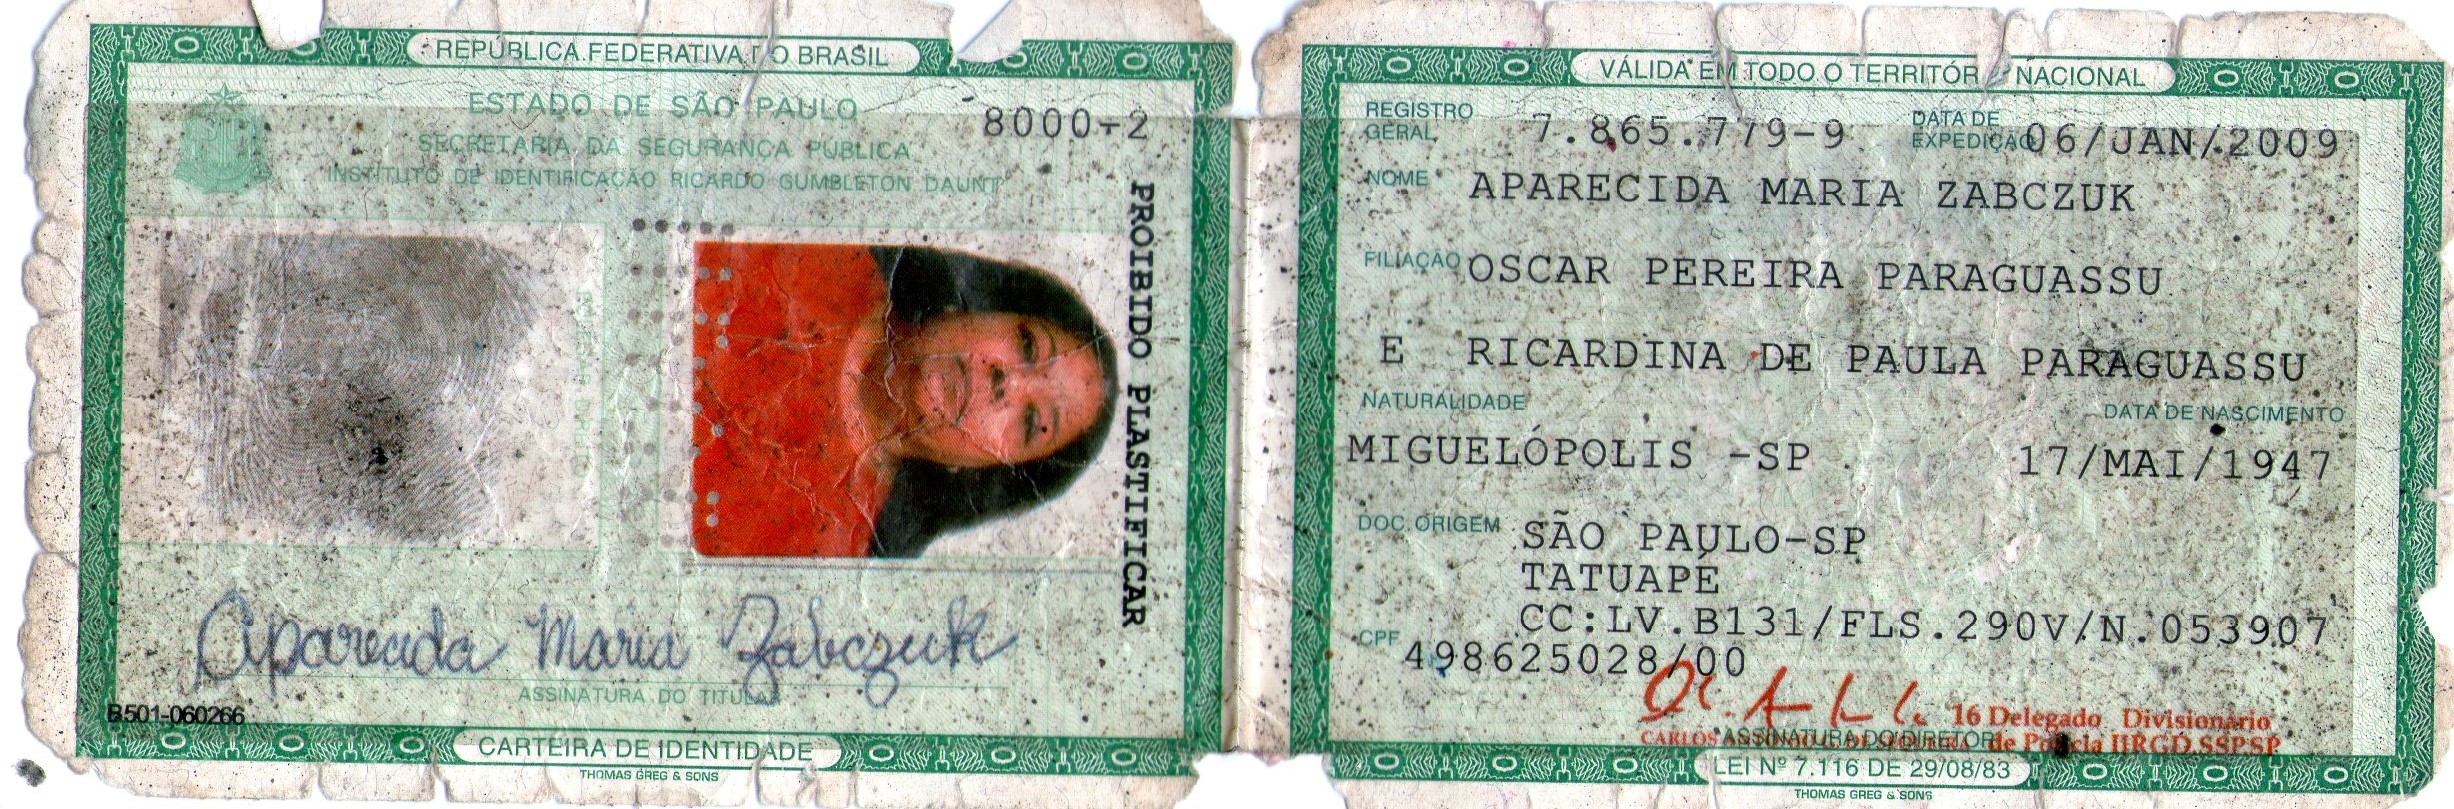 REPÚBLICA FEDERATIVA DO BRASIL
ESTADO DE SÃO PAULO
8000-2
SECRETARIA DA SEGURANÇA PÚBLICA
INSTITUTO DE IDENTIFICAÇÃO RICARDO GUMBLETON DAUNT
PROIBIDO PLASTIFICAR
Aparecida Maria Zabczuk
ASSINATURA DO TITULAR
B501-060266
CARTEIRA DE IDENTIDADE
THOMAS GREG & SONS
VÁLIDA EM TODO O TERRITÓR NACIONAL
REGISTRO GERAL 7.865.779-9 DATA DE EXPEDIÇÃO 06/JAN/2009
NOME APARECIDA MARIA ZABCZUK
FILIAÇÃO OSCAR PEREIRA PARAGUASSU
E RICARDINA DE PAULA PARAGUASSU
NATURALIDADE DATA DE NASCIMENTO
MIGUELÓPOLIS -SP 17/MAI/1947
DOC. ORIGEM SÃO PAULO-SP
TATUAPÉ
CC:LV.B131/FLS.290V/N.053907
CPF 498625028/00
16 Delegado Divisionário
CARLOS de Polícia IIRGD.SSP.SP
ASSINATURA DO DIRETOR
LEI Nº 7.116 DE 29/08/83
THOMAS GREG & SONS